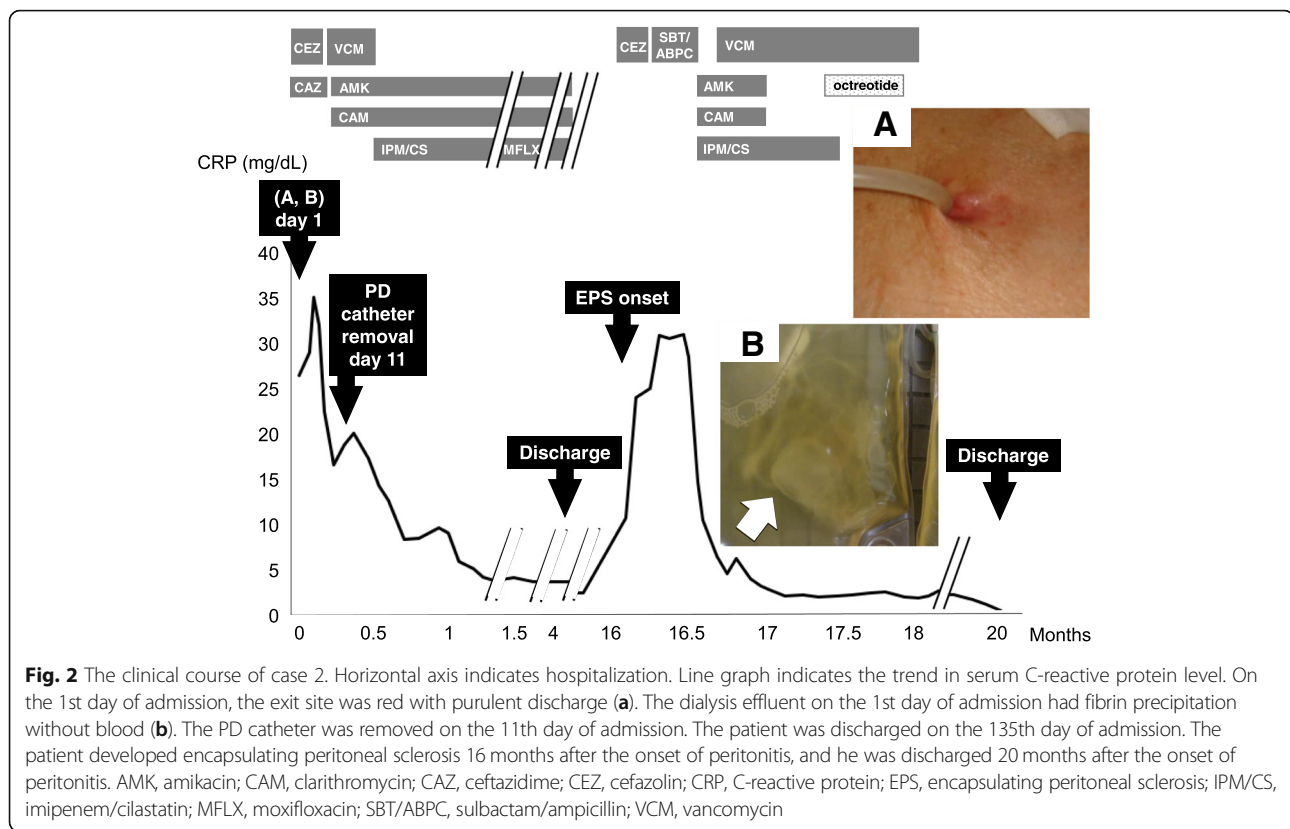 CEZ VCM CEZ SBT/ABPC VCM
CAZ AMK AMK octreotide
CAM CAM
IPM/CS MFLX IPM/CS
A
CRP (mg/dL)
(A, B)
day 1
PD
catheter
removal
day 11
EPS onset
B
Discharge
Discharge
40
35
30
25
20
15
10
5
0
0 0.5 1 1.5 4 16 16.5 17 17.5 18 20 Months
Fig. 2 The clinical course of case 2. Horizontal axis indicates hospitalization. Line graph indicates the trend in serum C-reactive protein level. On
the 1st day of admission, the exit site was red with purulent discharge (a). The dialysis effluent on the 1st day of admission had fibrin precipitation
without blood (b). The PD catheter was removed on the 11th day of admission. The patient was discharged on the 135th day of admission. The
patient developed encapsulating peritoneal sclerosis 16 months after the onset of peritonitis, and he was discharged 20 months after the onset of
peritonitis. AMK, amikacin; CAM, clarithromycin; CAZ, ceftazidime; CEZ, cefazolin; CRP, C-reactive protein; EPS, encapsulating peritoneal sclerosis; IPM/CS,
imipenem/cilastatin; MFLX, moxifloxacin; SBT/ABPC, sulbactam/ampicillin; VCM, vancomycin